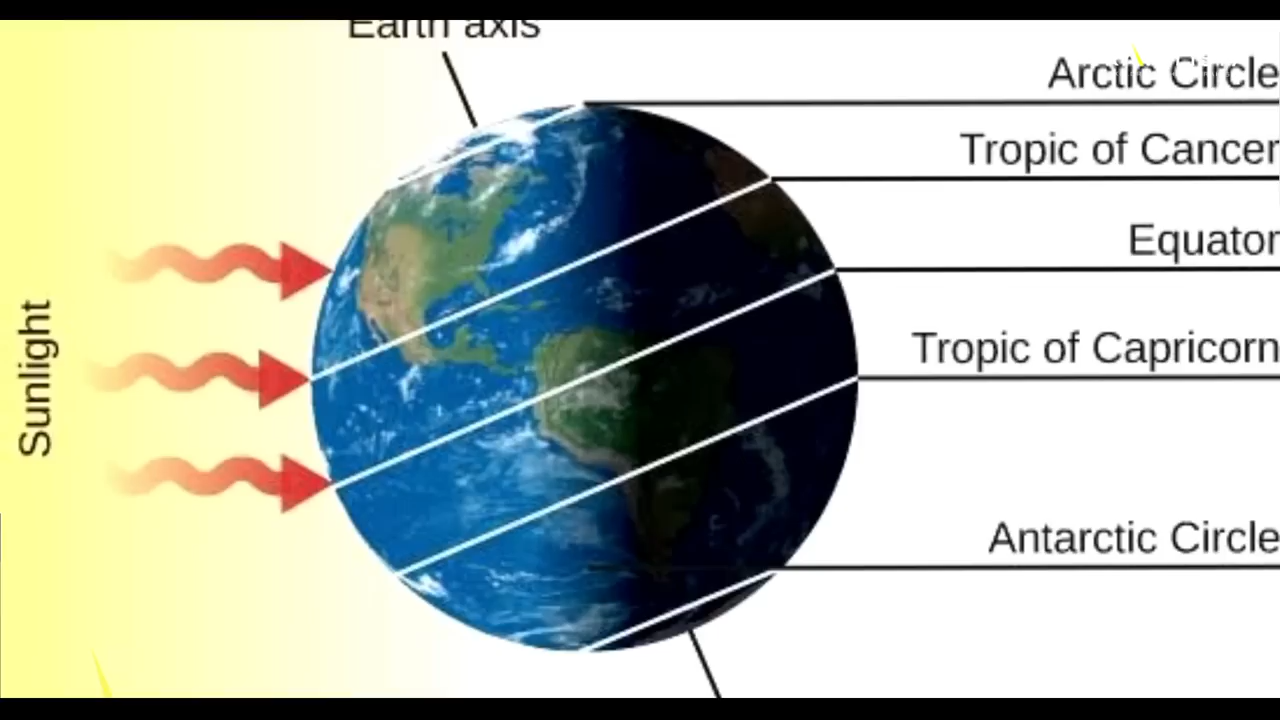 Earth axis
Arctic Circle
Tropic of Cancer
Equator
Sunlight
Tropic of Capricorn
Antarctic Circle